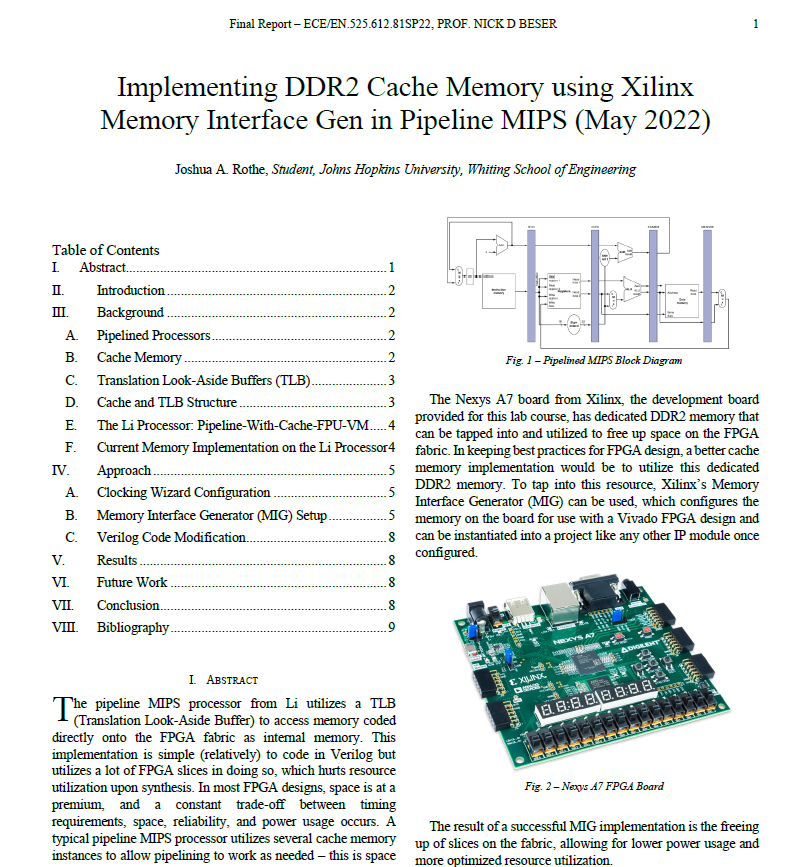 Final Report – ECE/EN.525.612.81SP22, PROF. NICK D BESER
1
Implementing DDR2 Cache Memory using Xilinx
Memory Interface Gen in Pipeline MIPS (May 2022)
Joshua A. Rothe, Student, Johns Hopkins University, Whiting School of Engineering
Table of Contents
I. Abstract 1
II. Introduction 2
III. Background 2
A. Pipelined Processors 2
B. Cache Memory 2
C. Translation Look-Aside Buffers (TLB) 3
D. Cache and TLB Structure 3
E. The Li Processor: Pipeline-With-Cache-FPU-VM 4
F. Current Memory Implementation on the Li Processor4
IV. Approach 5
A. Clocking Wizard Configuration 5
B. Memory Interface Generator (MIG) Setup 5
C. Verilog Code Modification 8
V. Results 8
VI. Future Work 8
VII. Conclusion 8
VIII. Bibliography 9
I. ABSTRACT
The pipeline MIPS processor from Li utilizes a TLB
(Translation Look-Aside Buffer) to access memory coded
directly onto the FPGA fabric as internal memory. This
implementation is simple (relatively) to code in Verilog but
utilizes a lot of FPGA slices in doing so, which hurts resource
utilization upon synthesis. In most FPGA designs, space is at a
premium, and a constant trade-off between timing
requirements, space, reliability, and power usage occurs. A
typical pipeline MIPS processor utilizes several cache memory
instances to allow pipelining to work as needed – this is space
Fig. 1 – Pipelined MIPS Block Diagram
The Nexys A7 board from Xilinx, the development board
provided for this lab course, has dedicated DDR2 memory that
can be tapped into and utilized to free up space on the FPGA
fabric. In keeping best practices for FPGA design, a better cache
memory implementation would be to utilize this dedicated
DDR2 memory. To tap into this resource, Xilinx's Memory
Interface Generator (MIG) can be used, which configures the
memory on the board for use with a Vivado FPGA design and
can be instantiated into a project like any other IP module once
configured.
NEXYS A7
DIGILENT
XILINX
Fig. 2 – Nexys A7 FPGA Board
The result of a successful MIG implementation is the freeing
up of slices on the fabric, allowing for lower power usage and
more optimized resource utilization.